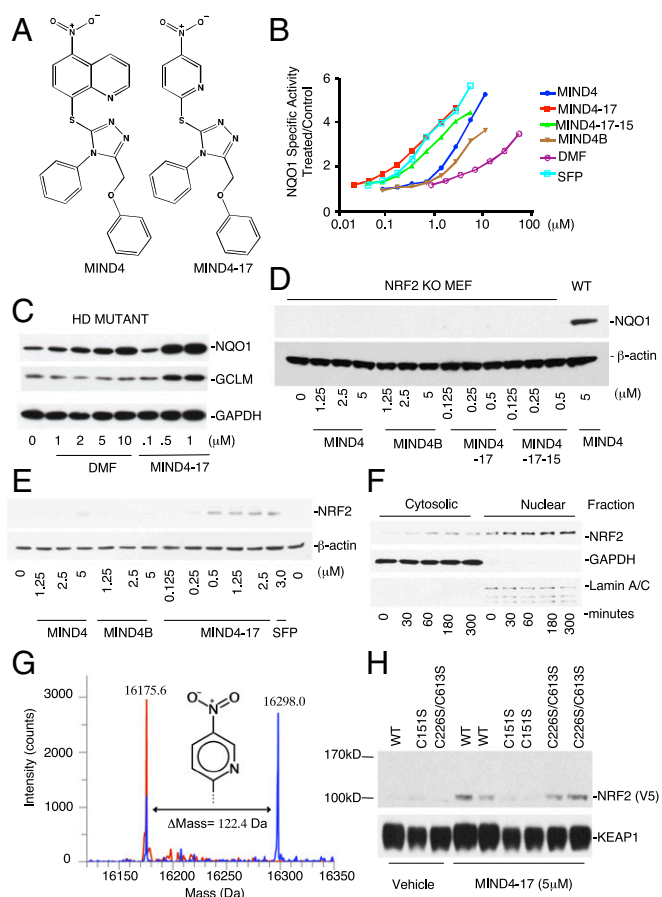 A
O⁻ N⁺ O
N
S
N
N
N
O
MIND4
O⁻ N⁺ O
N
S
N
N
N
O
MIND4-17
B
NQO1 Specific Activity
Treated/Control
6
4
2
0
0.01 0.1 1.0 10 100
(μM)
MIND4
MIND4-17
MIND4-17-15
MIND4B
DMF
SFP
C
HD MUTANT
-NQO1
-GCLM
-GAPDH
0 1 2 5 10 .1 .5 1 (μM)
DMF MIND4-17
D
NRF2 KO MEF WT
-NQO1
- β-actin
0 1.25 2.5 5 1.25 2.5 5 0.125 0.25 0.5 0.125 0.25 0.5 5 (μM)
MIND4 MIND4B MIND4 -17 MIND4 -17-15 MIND4
E
-NRF2
-β-actin
0 1.25 2.5 5 1.25 2.5 5 0.125 0.25 0.5 1.25 2.5 3.0 0 (μM)
MIND4 MIND4B MIND4-17 SFP
F
Cytosolic Nuclear Fraction
-NRF2
-GAPDH
-Lamin A/C
0 30 60 180 300 0 30 60 180 300 -minutes
G
Intensity (counts)
3000
2000
1000
0
16175.6
16298.0
O⁻ N⁺ O
N
ΔMass= 122.4 Da
16150 16200 16250 16300 16350
Mass (Da)
H
WT C151S C226S/C613S WT WT C151S C151S C226S/C613S C226S/C613S
170kD
100kD
-NRF2 (V5)
-KEAP1
Vehicle MIND4-17 (5μM)